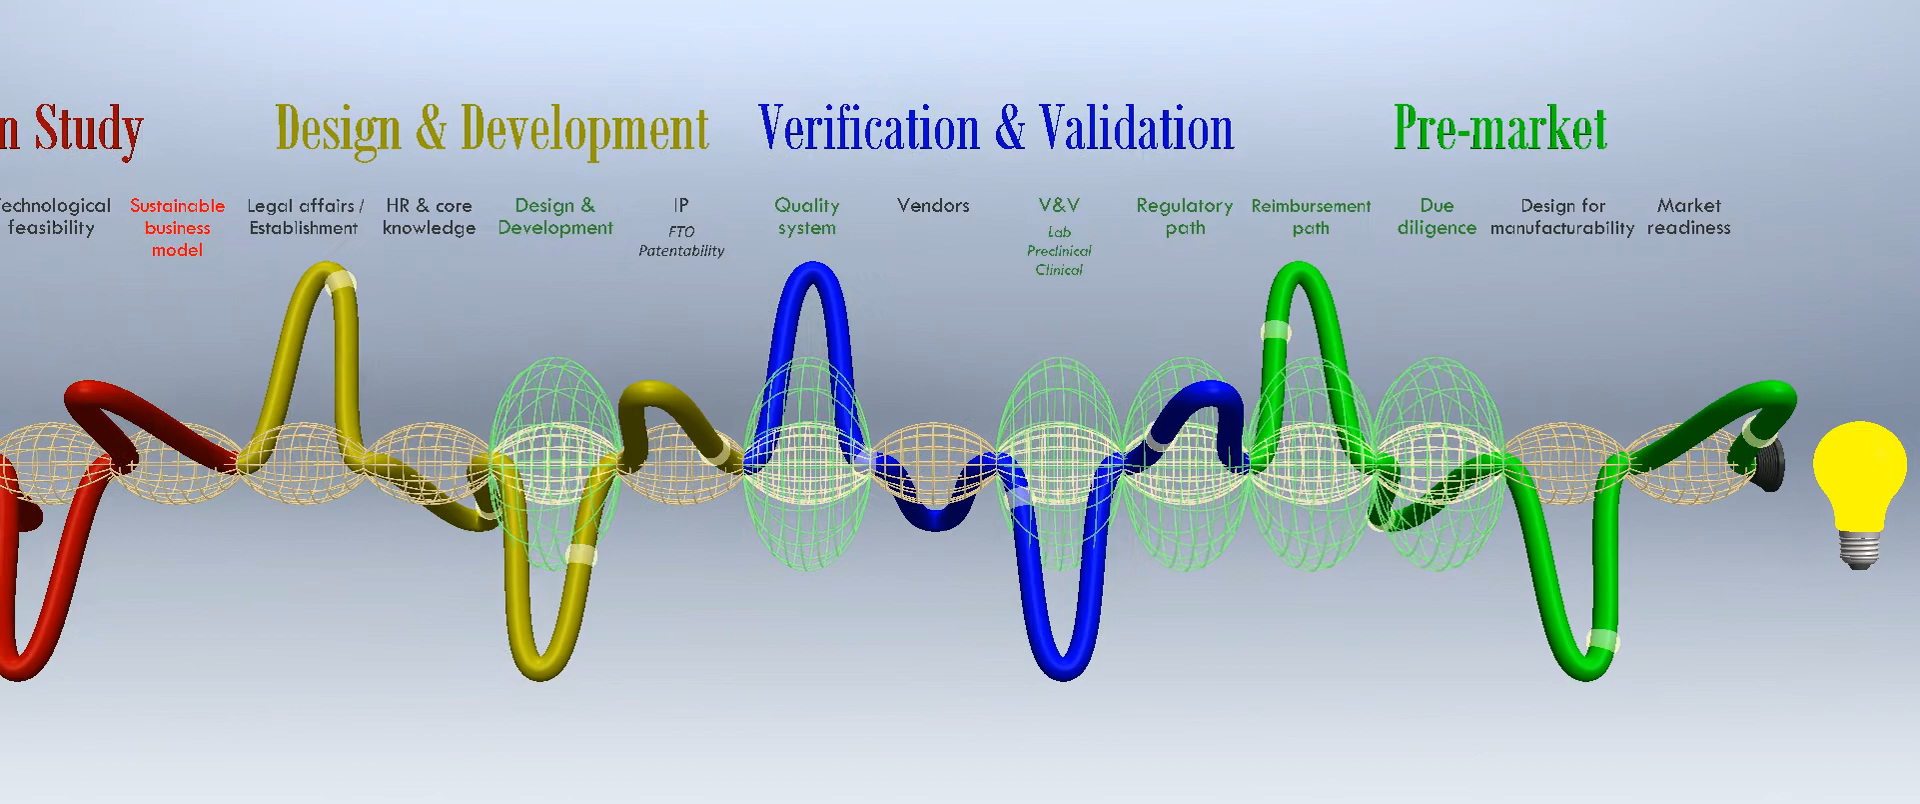 n Study
Design & Development
Verification & Validation
Pre-market
echnological
feasibility
Sustainable
business
model
Legal affairs /
Establishment
HR & core
knowledge
Design &
Development
IP
FTO
Patentability
Quality
system
Vendors
V&V
Lab
Preclinical
Clinical
Regulatory
path
Reimbursement
path
Due
diligence
Design for
manufacturability
Market
readiness